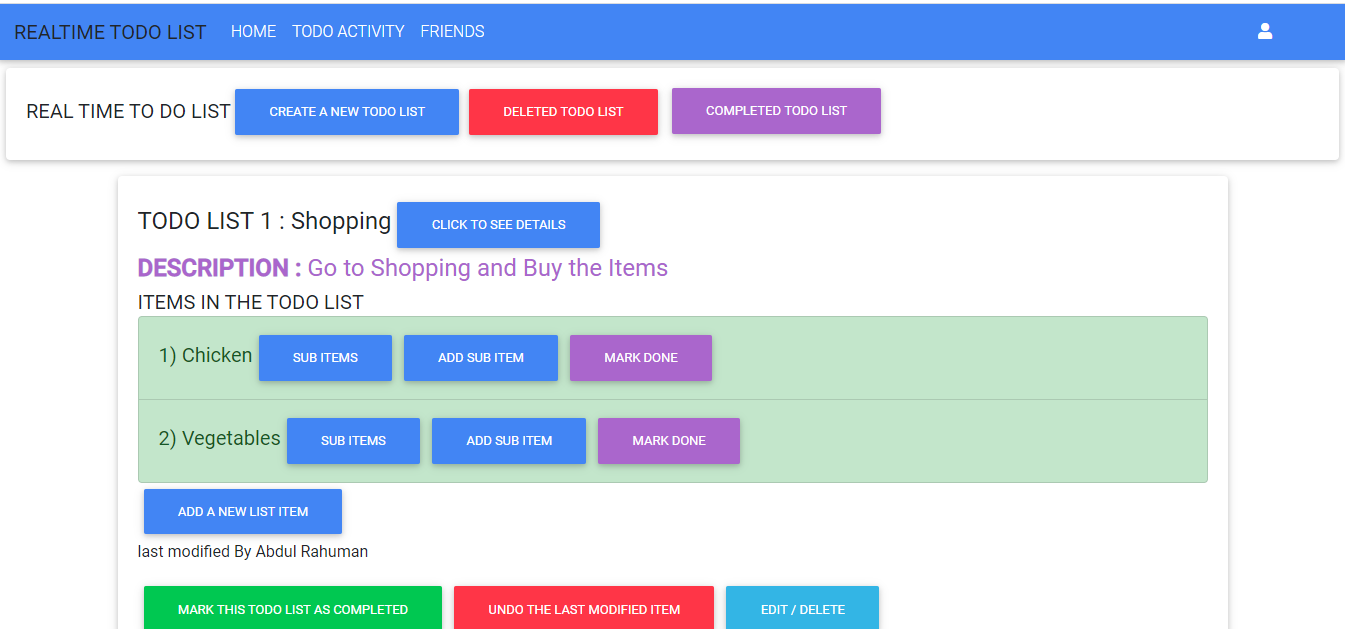 REALTIME TODO LIST HOME TODO ACTIVITY FRIENDS
REAL TIME TO DO LIST CREATE A NEW TODO LIST DELETED TODO LIST COMPLETED TODO LIST
TODO LIST 1 : Shopping CLICK TO SEE DETAILS
DESCRIPTION : Go to Shopping and Buy the Items
ITEMS IN THE TODO LIST
1) Chicken SUB ITEMS ADD SUB ITEM MARK DONE
2) Vegetables SUB ITEMS ADD SUB ITEM MARK DONE
ADD A NEW LIST ITEM
last modified By Abdul Rahuman
MARK THIS TODO LIST AS COMPLETED UNDO THE LAST MODIFIED ITEM EDIT / DELETE